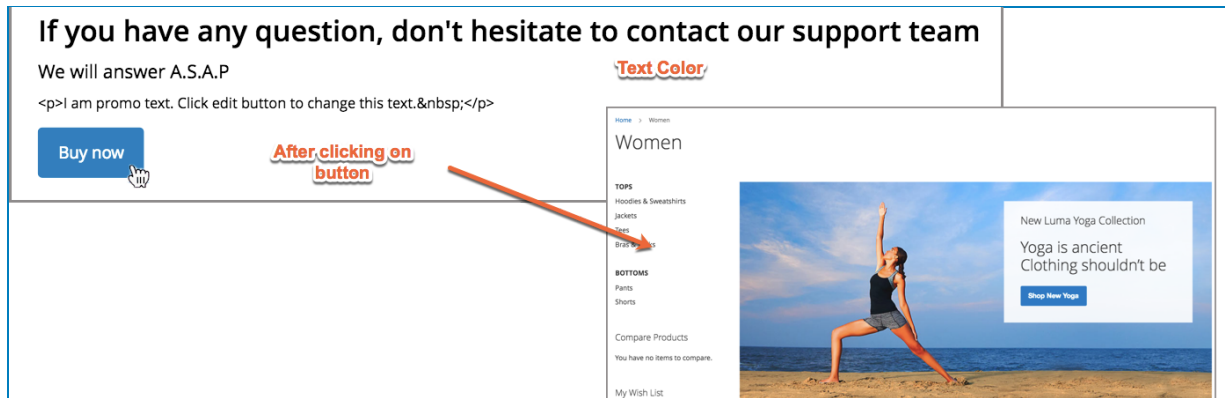 If you have any question, don't hesitate to contact our support team
We will answer A.S.A.P
Text Color
<p>I am promo text. Click edit button to change this text.&nbsp;</p>
Buy now
After clicking on
button
Home > Women
Women
TOPS
Hoodies & Sweatshirts
Jackets
Tees
Bras & Tanks
BOTTOMS
Pants
Shorts
Compare Products
You have no items to compare.
My Wish List
New Luma Yoga Collection
Yoga is ancient
Clothing shouldn't be
Shop New Yoga